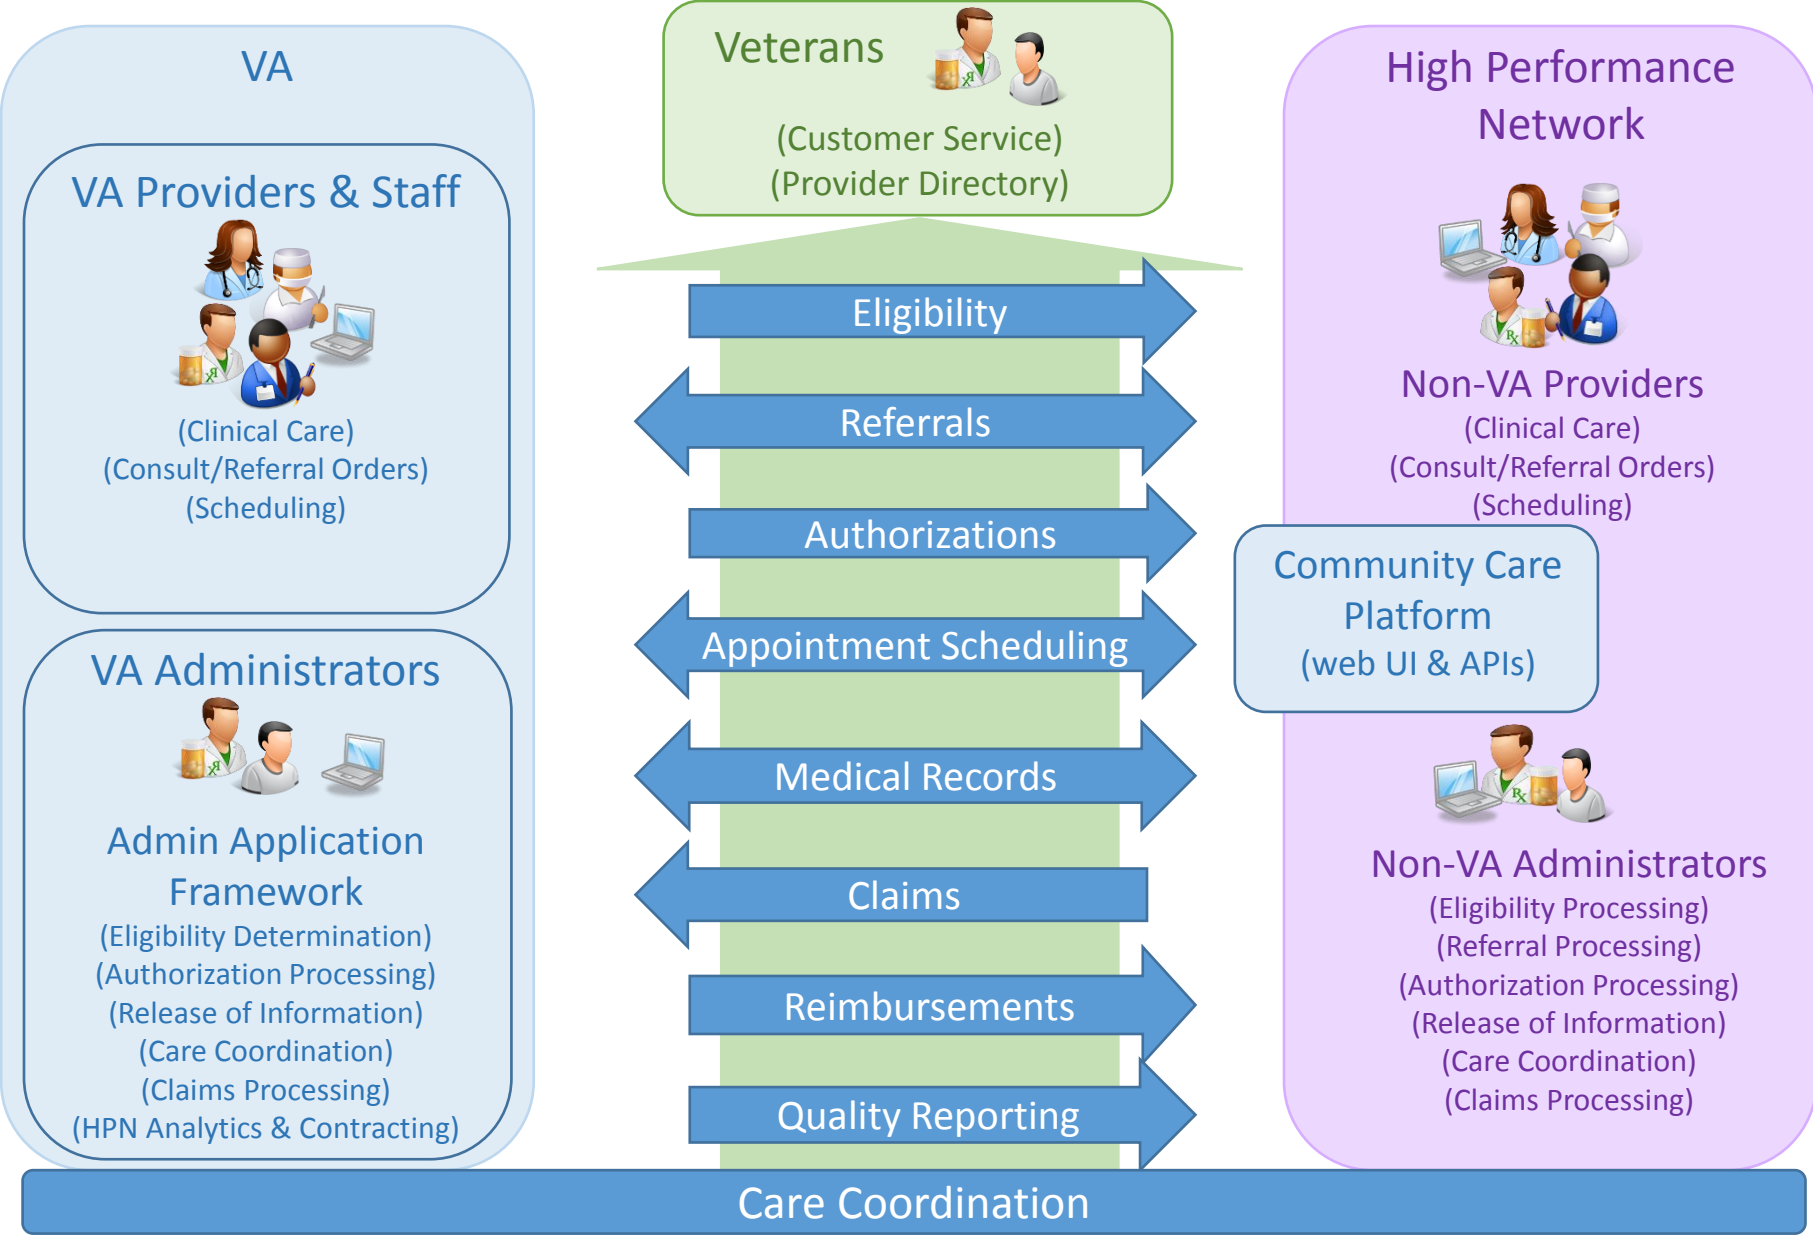 VA
VA Providers & Staff
(Clinical Care)
(Consult/Referral Orders)
(Scheduling)
VA Administrators
Admin Application
Framework
(Eligibility Determination)
(Authorization Processing)
(Release of Information)
(Care Coordination)
(Claims Processing)
(HPN Analytics & Contracting)
Veterans
(Customer Service)
(Provider Directory)
Eligibility
Referrals
Authorizations
Appointment Scheduling
Medical Records
Claims
Reimbursements
Quality Reporting
High Performance
Network
Non-VA Providers
(Clinical Care)
(Consult/Referral Orders)
(Scheduling)
Community Care
Platform
(web UI & APIs)
Non-VA Administrators
(Eligibility Processing)
(Referral Processing)
(Authorization Processing)
(Release of Information)
(Care Coordination)
(Claims Processing)
Care Coordination